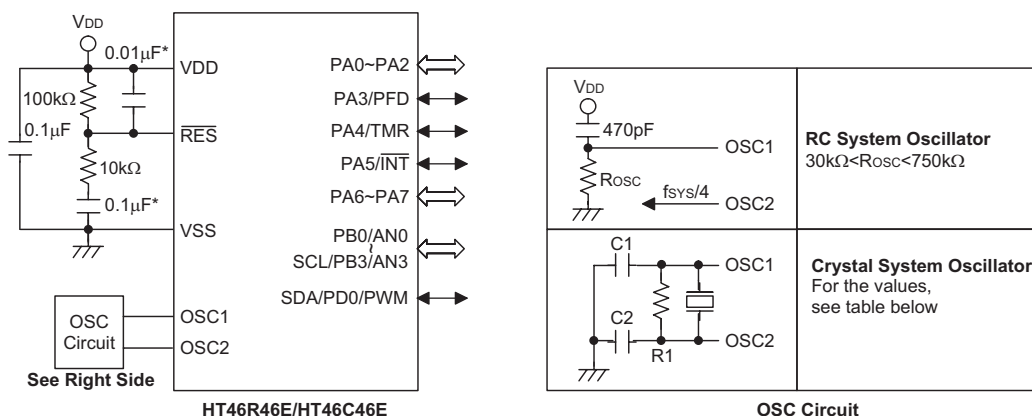 VDD
0.01μF*
VDD
100kΩ
0.1μF
RES
10kΩ
0.1μF*
VSS
OSC
Circuit
OSC1
OSC2
See Right Side
PA0~PA2
PA3/PFD
PA4/TMR
PA5/INT
PA6~PA7
PB0/AN0
~
SCL/PB3/AN3
SDA/PD0/PWM
HT46R46E/HT46C46E
VDD
470pF
OSC1
ROSC
fSYS/4
OSC2
RC System Oscillator
30kΩ<ROSC<750kΩ
C1
OSC1
C2
R1
OSC2
Crystal System Oscillator
For the values,
see table below
OSC Circuit